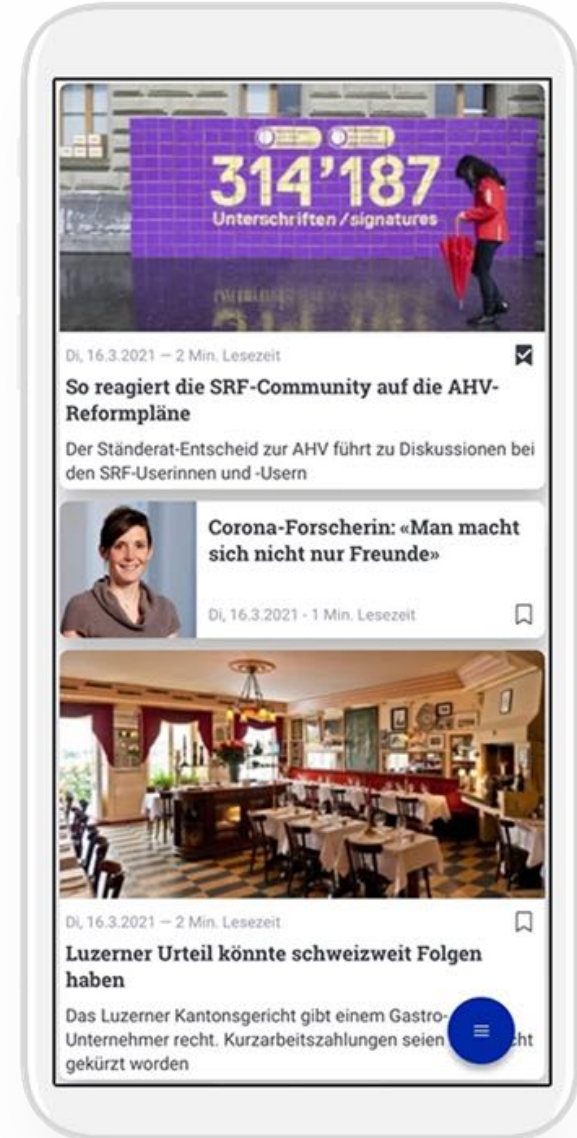 314’187
Unterschriften/signatures
Di, 16.3.2021 — 2 Min. Lesezeit
So reagiert die SRF-Community auf die AHV-
Reformpläne
Der Ständerat-Entscheid zur AHV führt zu Diskussionen bei
den SRF-Userinnen und -Usern
Corona-Forscherin: «Man macht
sich nicht nur Freunde»
Di, 16.3.2021 - 1 Min. Lesezeit
Di, 16.3.2021 — 2 Min. Lesezeit
Luzerner Urteil könnte schweizweit Folgen
haben
Das Luzerner Kantonsgericht gibt einem Gastro-
Unternehmer recht. Kurzarbeitszahlungen seien
gekürzt worden